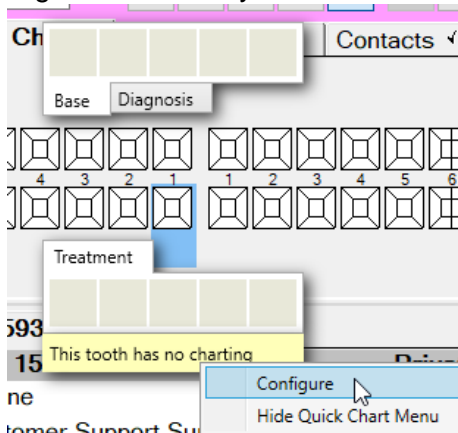 Ch
Contacts
Base Diagnosis
4 3 2 1 1 2 3 4 5 6
Treatment
593
This tooth has no charting
15
Configure
ne
Hide Quick Chart Menu
tomer Support Su